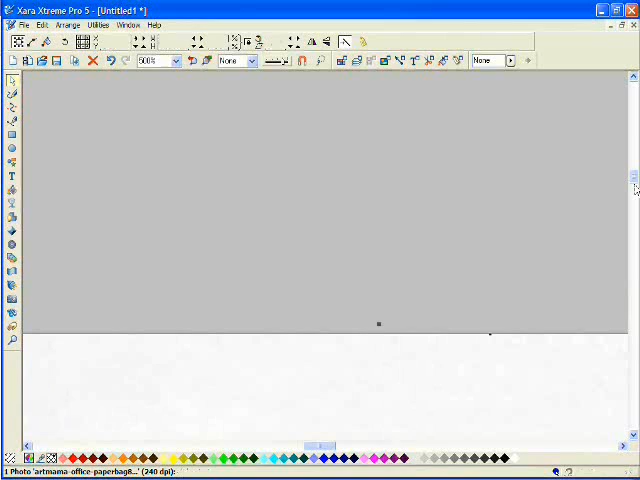 Xara Xtreme Pro 5 - [Untitled1 *]
File Edit Arrange Utilities Window Help
500% None None
1 Photo 'artmama-office-paperbag8...' (240 dpi):